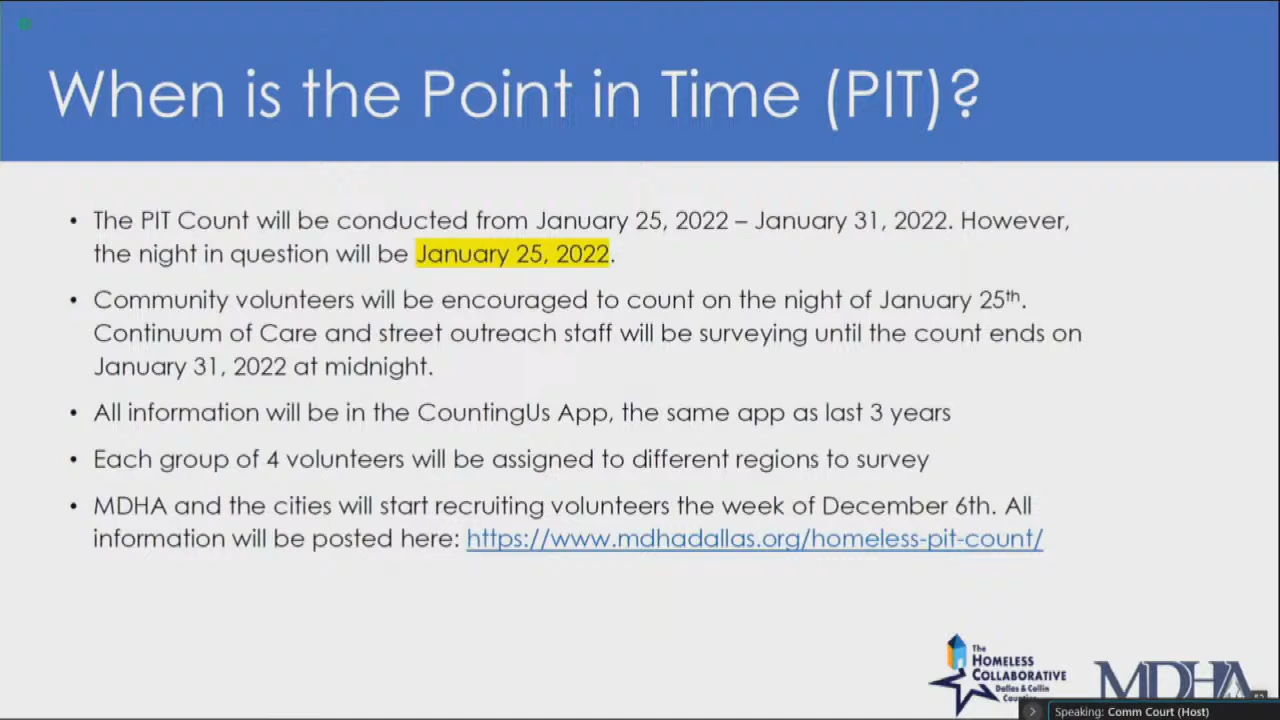 When is the Point in Time (PIT)?
• The PIT Count will be conducted from January 25, 2022 – January 31, 2022. However,
the night in question will be January 25, 2022.
• Community volunteers will be encouraged to count on the night of January 25th.
Continuum of Care and street outreach staff will be surveying until the count ends on
January 31, 2022 at midnight.
• All information will be in the CountingUs App, the same app as last 3 years
• Each group of 4 volunteers will be assigned to different regions to survey
• MDHA and the cities will start recruiting volunteers the week of December 6th. All
information will be posted here: https://www.mdhadallas.org/homeless-pit-count/
The
HOMELESS
COLLABORATIVE
Dallas & Collin
MDHA
Speaking: Comm Court (Host)